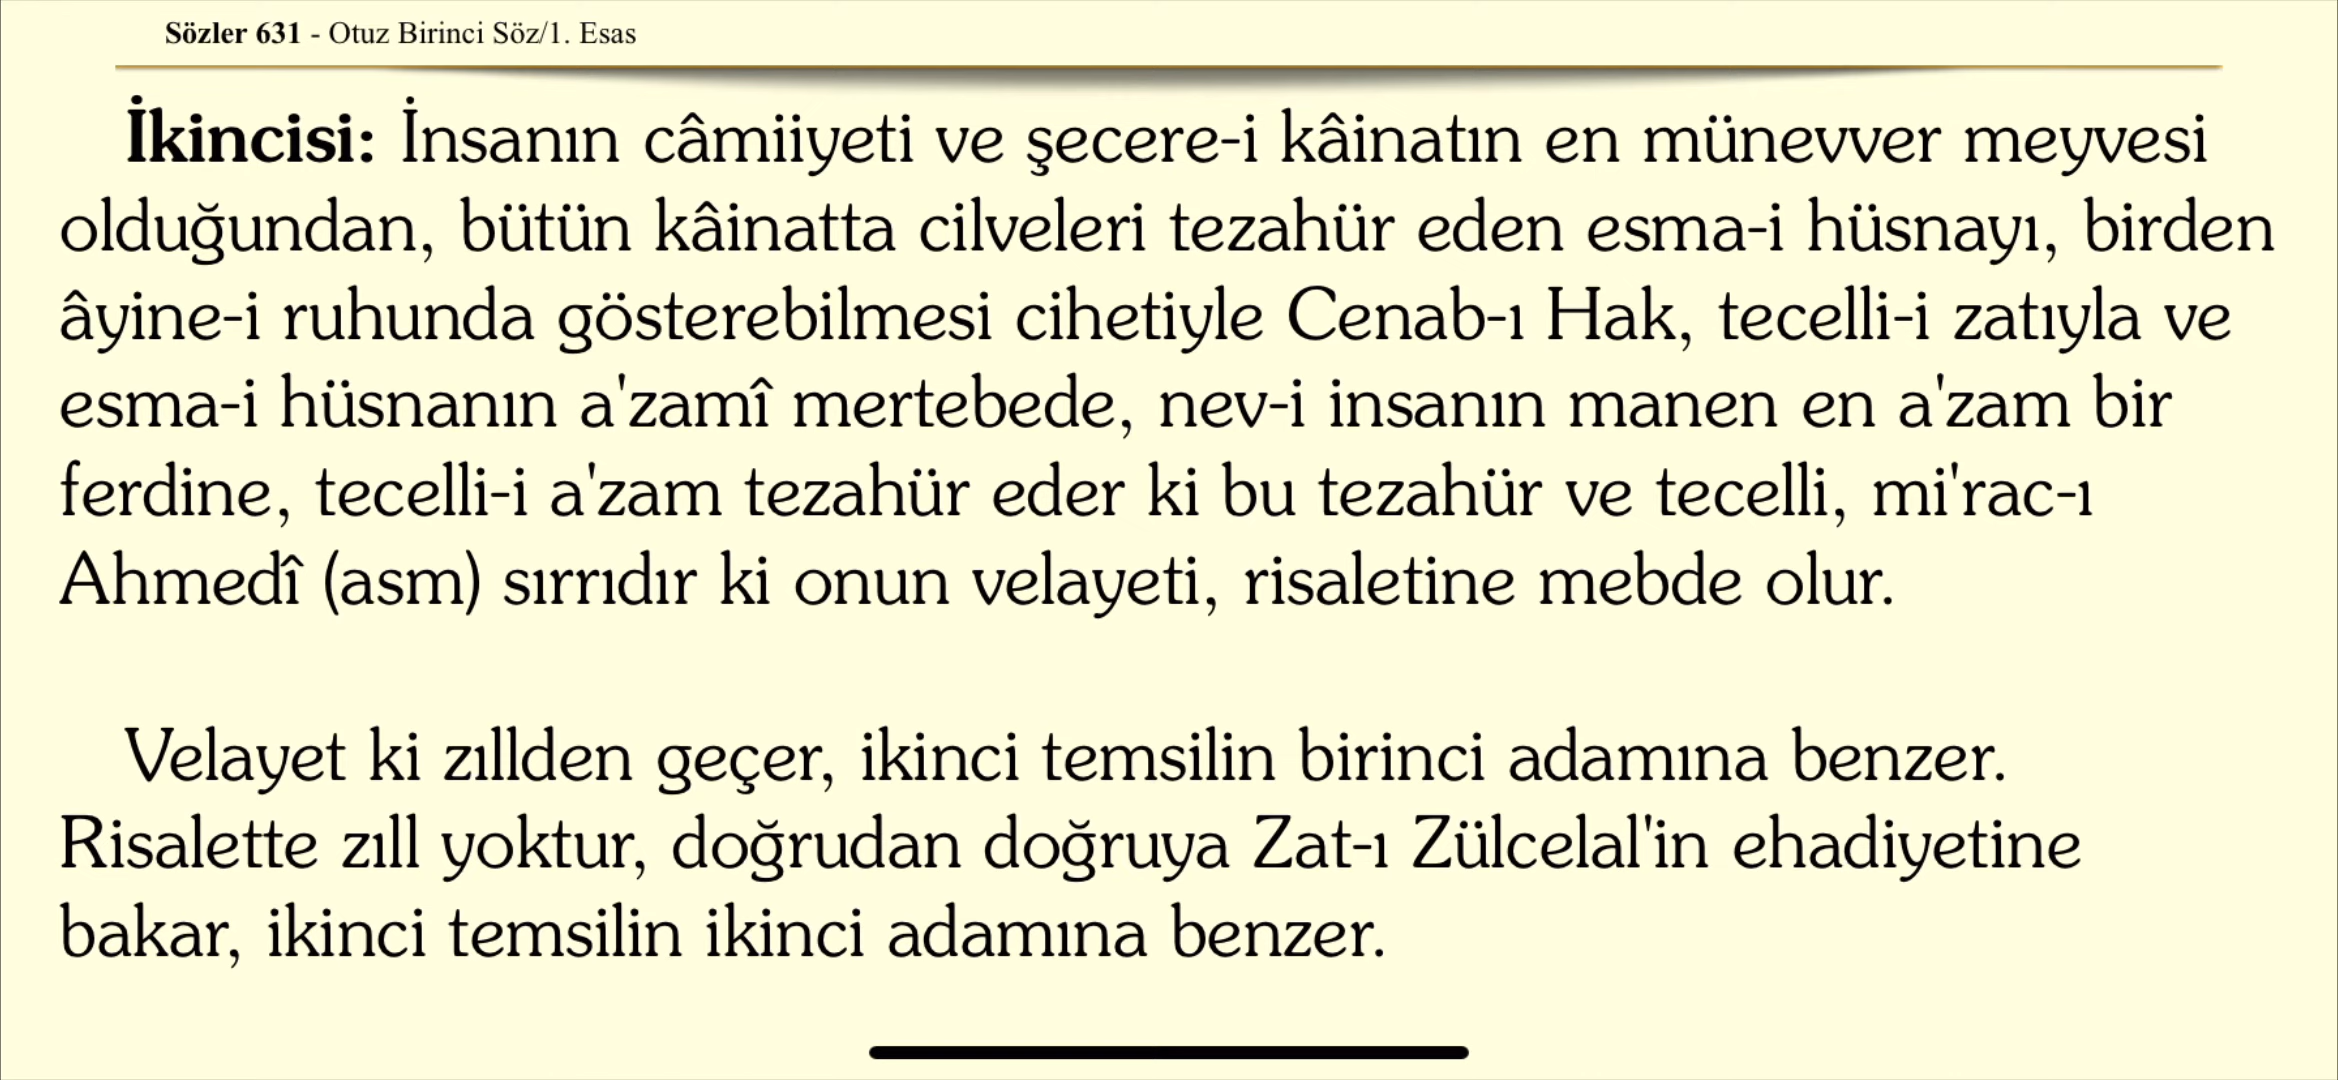 Sözler 631 - Otuz Birinci Söz/1. Esas
İkincisi: İnsanın câmiiyeti ve şecere-i kâinatın en münevver meyvesi
olduğundan, bütün kâinatta cilveleri tezahür eden esma-i hüsnayı, birden
âyine-i ruhunda gösterebilmesi cihetiyle Cenab-ı Hak, tecelli-i zatıyla ve
esma-i hüsnanın a'zamî mertebede, nev-i insanın manen en a'zam bir
ferdine, tecelli-i a'zam tezahür eder ki bu tezahür ve tecelli, mi'rac-ı
Ahmedî (asm) sırrıdır ki onun velayeti, risaletine mebde olur.
Velayet ki zıllden geçer, ikinci temsilin birinci adamına benzer.
Risalette zıll yoktur, doğrudan doğruya Zat-ı Zülcelal'in ehadiyetine
bakar, ikinci temsilin ikinci adamına benzer.